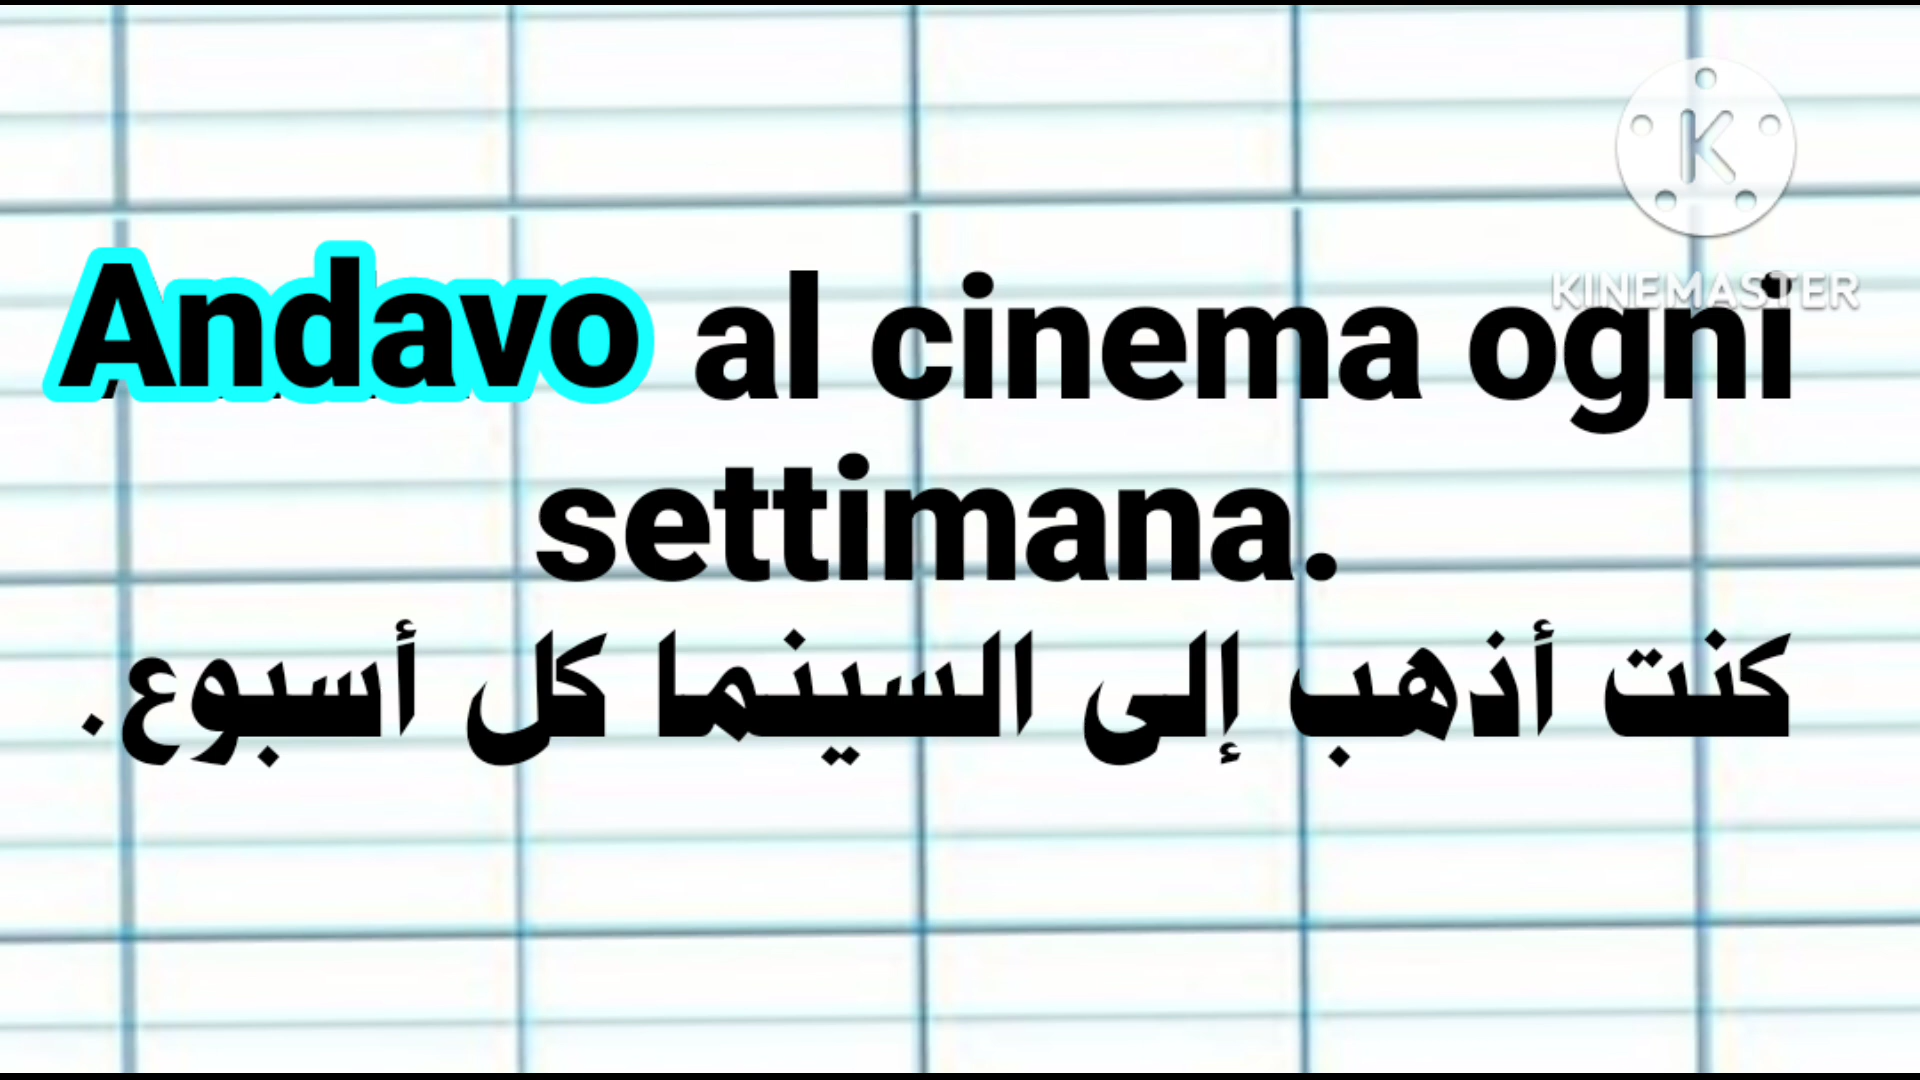 K
KINEMASTER
Andavo al cinema ogni
settimana.
كنت أذهب إلى السينما كل أسبوع.